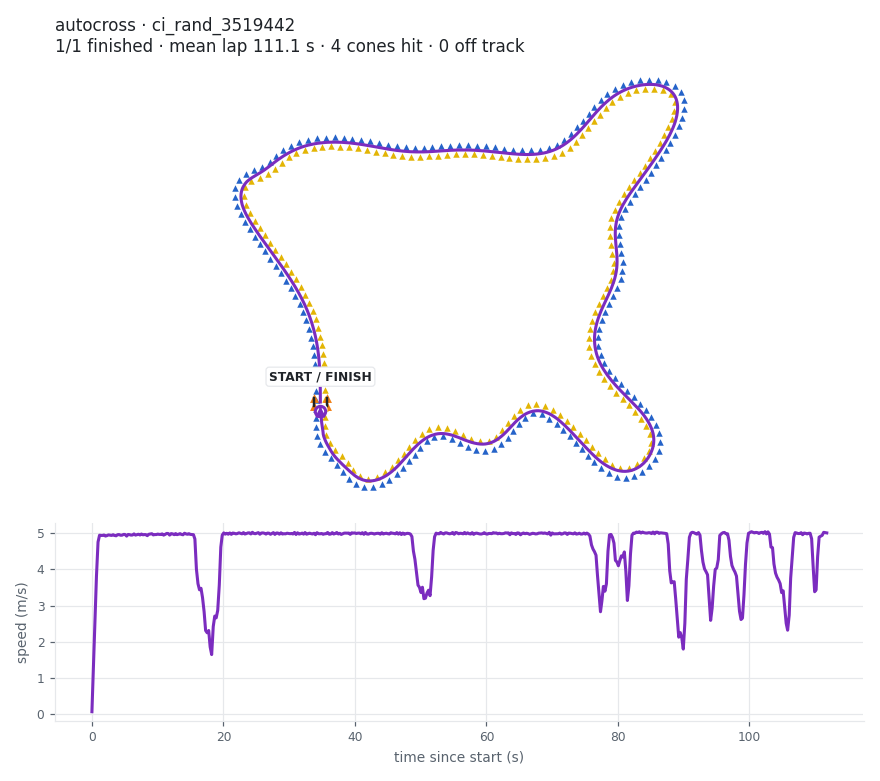 autocross · ci_rand_3519442
1/1 finished · mean lap 111.1 s · 4 cones hit · 0 off track
START / FINISH
5
4
3
2
1
0
speed (m/s)
0 20 40 60 80 100
time since start (s)